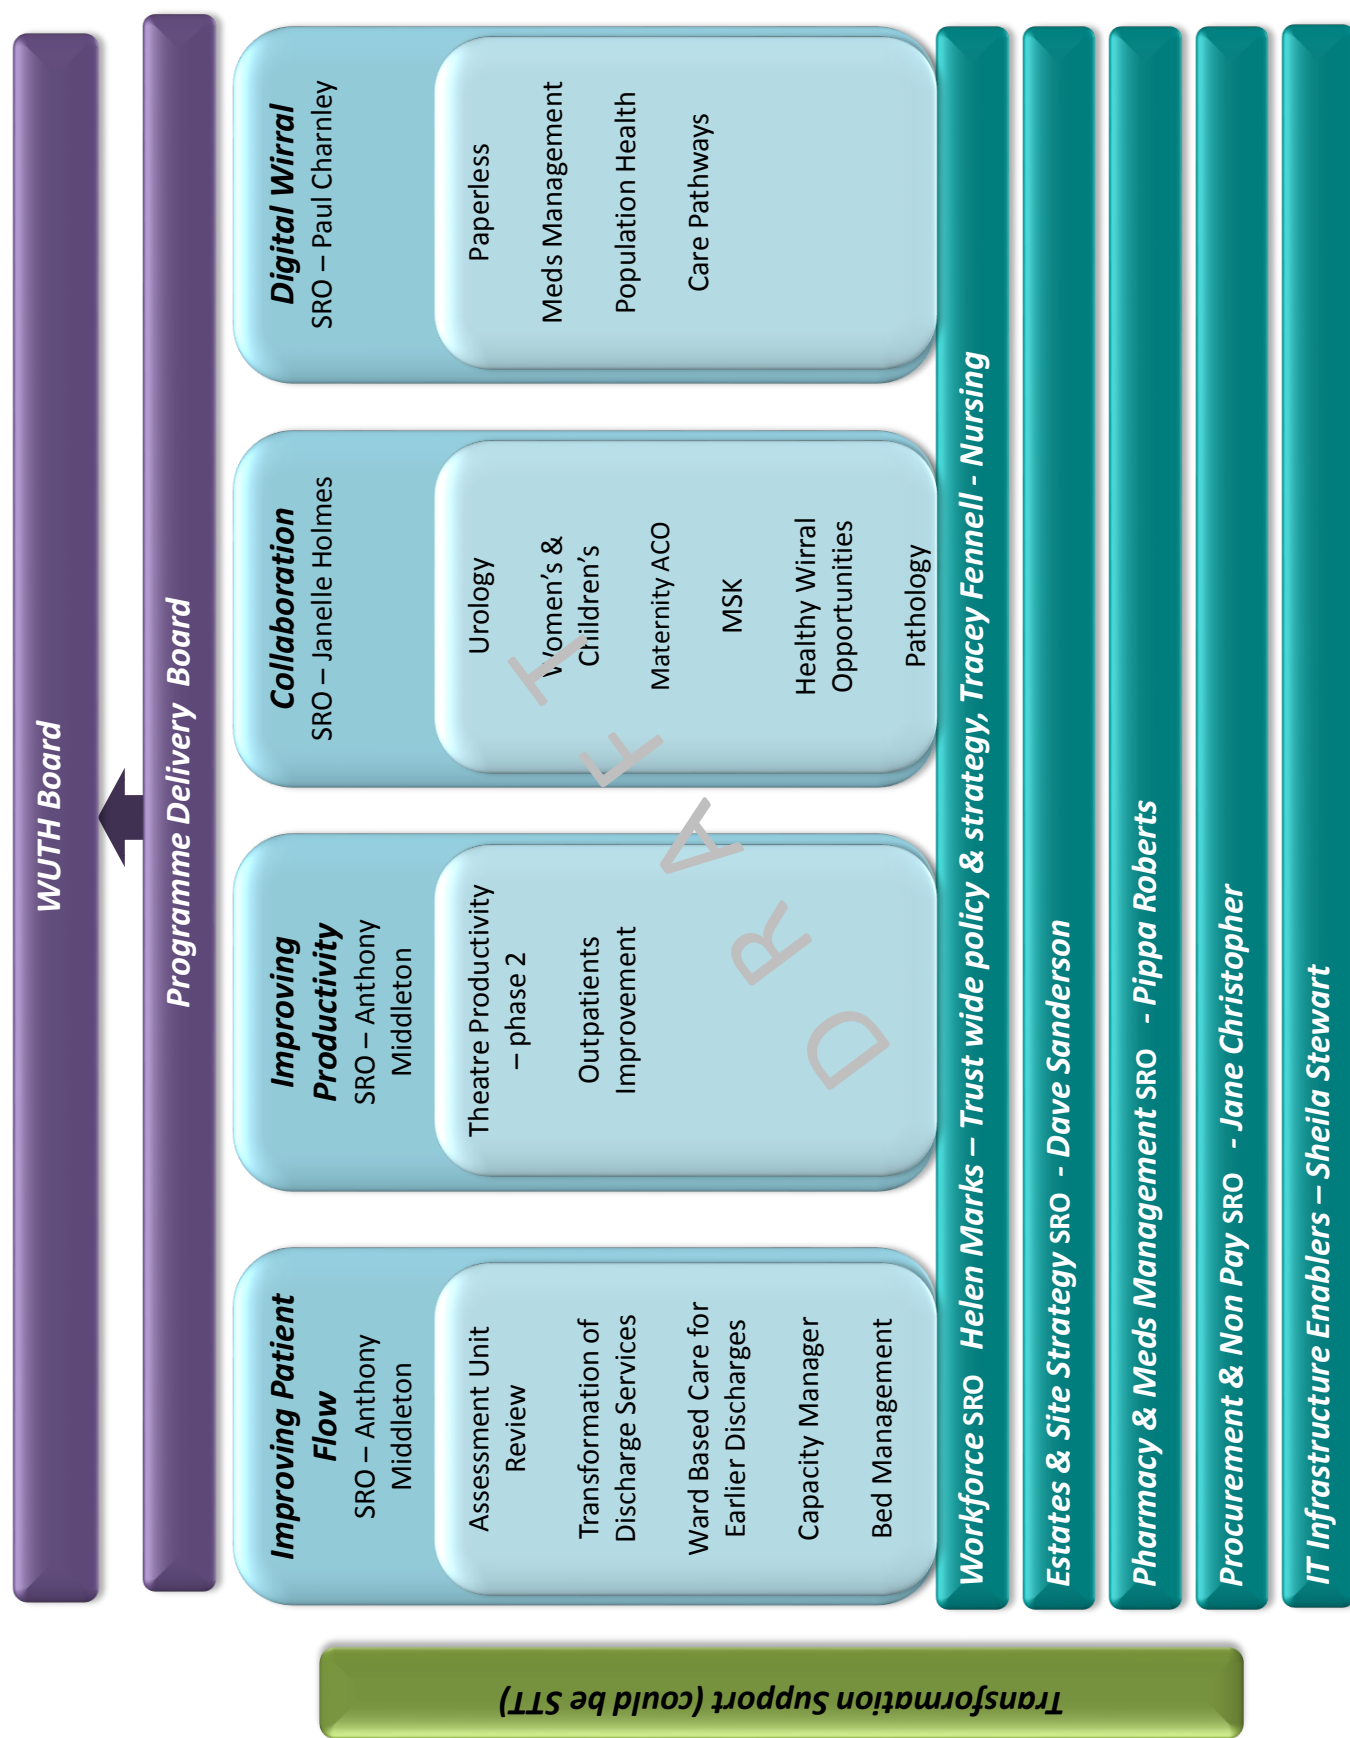 WUTH Board
Programme Delivery Board
Improving Patient
Flow
SRO – Anthony
Middleton
Assessment Unit
Review
Transformation of
Discharge Services
Ward Based Care for
Earlier Discharges
Capacity Manager
Bed Management
Improving
Productivity
SRO – Anthony
Middleton
Theatre Productivity
– phase 2
Outpatients
Improvement
Collaboration
SRO – Janelle Holmes
Urology
Women's &
Children's
Maternity ACO
MSK
Healthy Wirral
Opportunities
Pathology
Digital Wirral
SRO – Paul Charnley
Paperless
Meds Management
Population Health
Care Pathways
DRAFT
Workforce SRO Helen Marks – Trust wide policy & strategy, Tracey Fennell - Nursing
Estates & Site Strategy SRO - Dave Sanderson
Pharmacy & Meds Management SRO - Pippa Roberts
Procurement & Non Pay SRO - Jane Christopher
IT Infrastructure Enablers – Sheila Stewart
Transformation Support (could be STT)